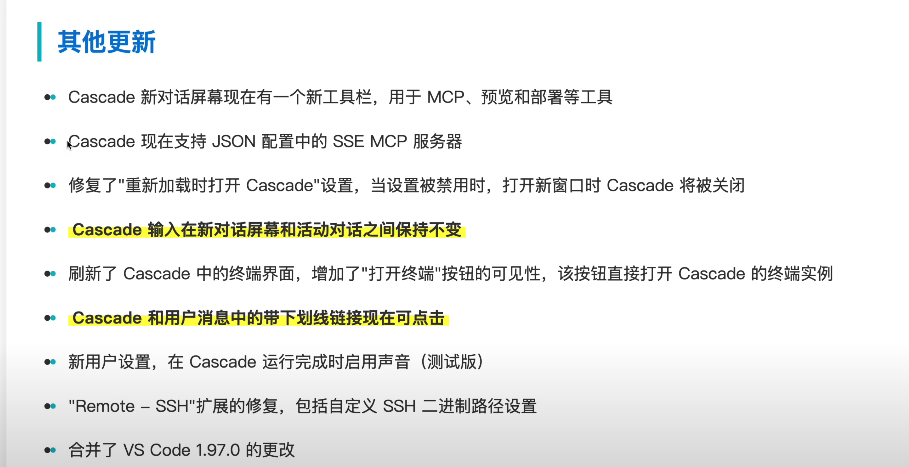 其他更新
Cascade 新对话屏幕现在有一个新工具栏，用于 MCP、预览和部署等工具
Cascade 现在支持 JSON 配置中的 SSE MCP 服务器
修复了"重新加载时打开 Cascade"设置，当设置被禁用时，打开新窗口时 Cascade 将被关闭
Cascade 输入在新对话屏幕和活动对话之间保持不变
刷新了 Cascade 中的终端界面，增加了"打开终端"按钮的可见性，该按钮直接打开 Cascade 的终端实例
Cascade 和用户消息中的带下划线链接现在可点击
新用户设置，在 Cascade 运行完成时启用声音（测试版）
"Remote – SSH"扩展的修复，包括自定义 SSH 二进制路径设置
合并了 VS Code 1.97.0 的更改